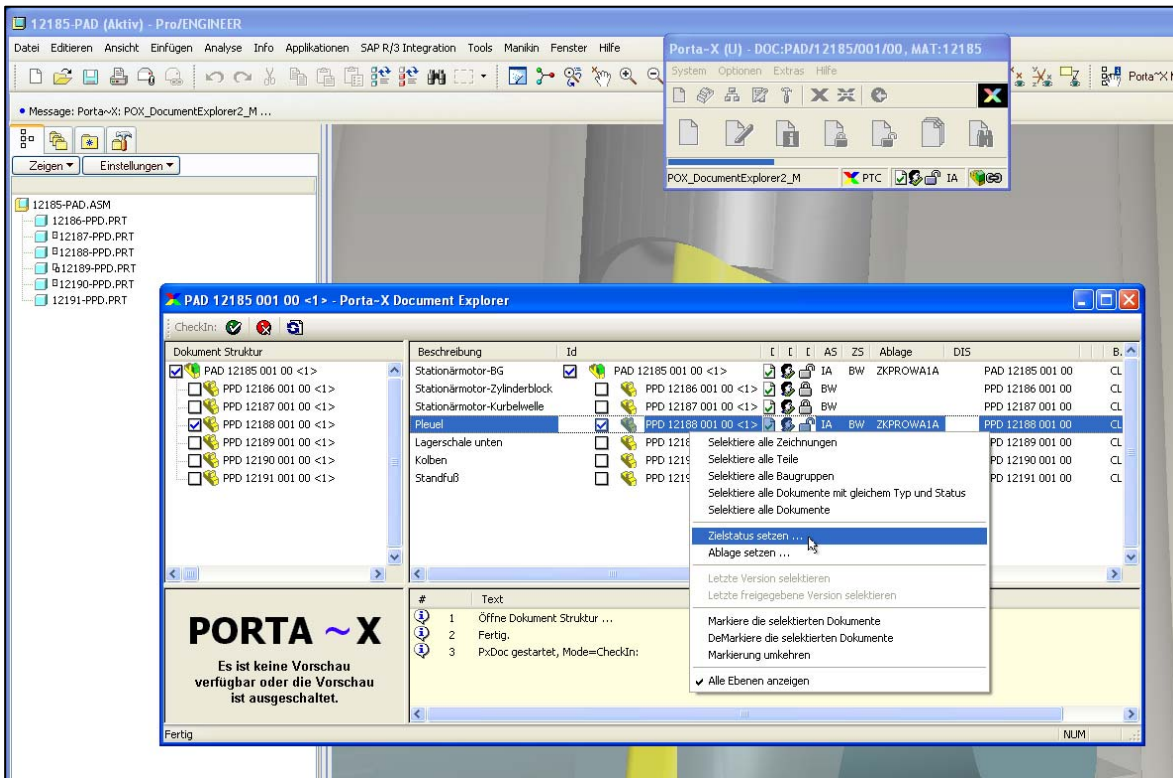 12185-PAD (Aktiv) - Pro/ENGINEER
Datei Editieren Ansicht Einfügen Analyse Info Applikationen SAP R/3 Integration Tools Manikin Fenster Hilfe
Porta~X
• Message: Porta~X: POX_DocumentExplorer2_M ...
Porta-X (U) - DOC:PAD/12185/001/00, MAT:12185
System Optionen Extras Hilfe
POX_DocumentExplorer2_M PTC IA
Zeigen Einstellungen
12185-PAD.ASM
12186-PPD.PRT
12187-PPD.PRT
12188-PPD.PRT
12189-PPD.PRT
12190-PPD.PRT
12191-PPD.PRT
PAD 12185 001 00 <1> - Porta-X Document Explorer
CheckIn:
Dokument Struktur
PAD 12185 001 00 <1>
PPD 12186 001 00 <1>
PPD 12187 001 00 <1>
PPD 12188 001 00 <1>
PPD 12189 001 00 <1>
PPD 12190 001 00 <1>
PPD 12191 001 00 <1>
Beschreibung Id AS ZS Ablage DIS B.
Stationärmotor-BG PAD 12185 001 00 <1> IA BW ZKPROWA1A PAD 12185 001 00 CL
Stationärmotor-Zylinderblock PPD 12186 001 00 <1> BW PPD 12186 001 00 CL
Stationärmotor-Kurbelwelle PPD 12187 001 00 <1> BW PPD 12187 001 00 CL
Pleuel PPD 12188 001 00 <1> IA BW ZKPROWA1A PPD 12188 001 00 CL
Lagerschale unten PPD 1218 PD 12189 001 00 CL
Kolben PPD 1219 PD 12190 001 00 CL
Standfuß PPD 1219 PD 12191 001 00 CL
Selektiere alle Zeichnungen
Selektiere alle Teile
Selektiere alle Baugruppen
Selektiere alle Dokumente mit gleichem Typ und Status
Selektiere alle Dokumente
Zielstatus setzen ...
Ablage setzen ...
Letzte Version selektieren
Letzte freigegebene Version selektieren
Markiere die selektierten Dokumente
DeMarkiere die selektierten Dokumente
Markierung umkehren
Alle Ebenen anzeigen
PORTA ~ X
Es ist keine Vorschau
verfügbar oder die Vorschau
ist ausgeschaltet.
# Text
1 Öffne Dokument Struktur ...
2 Fertig.
3 PxDoc gestartet, Mode=CheckIn:
Fertig NUM